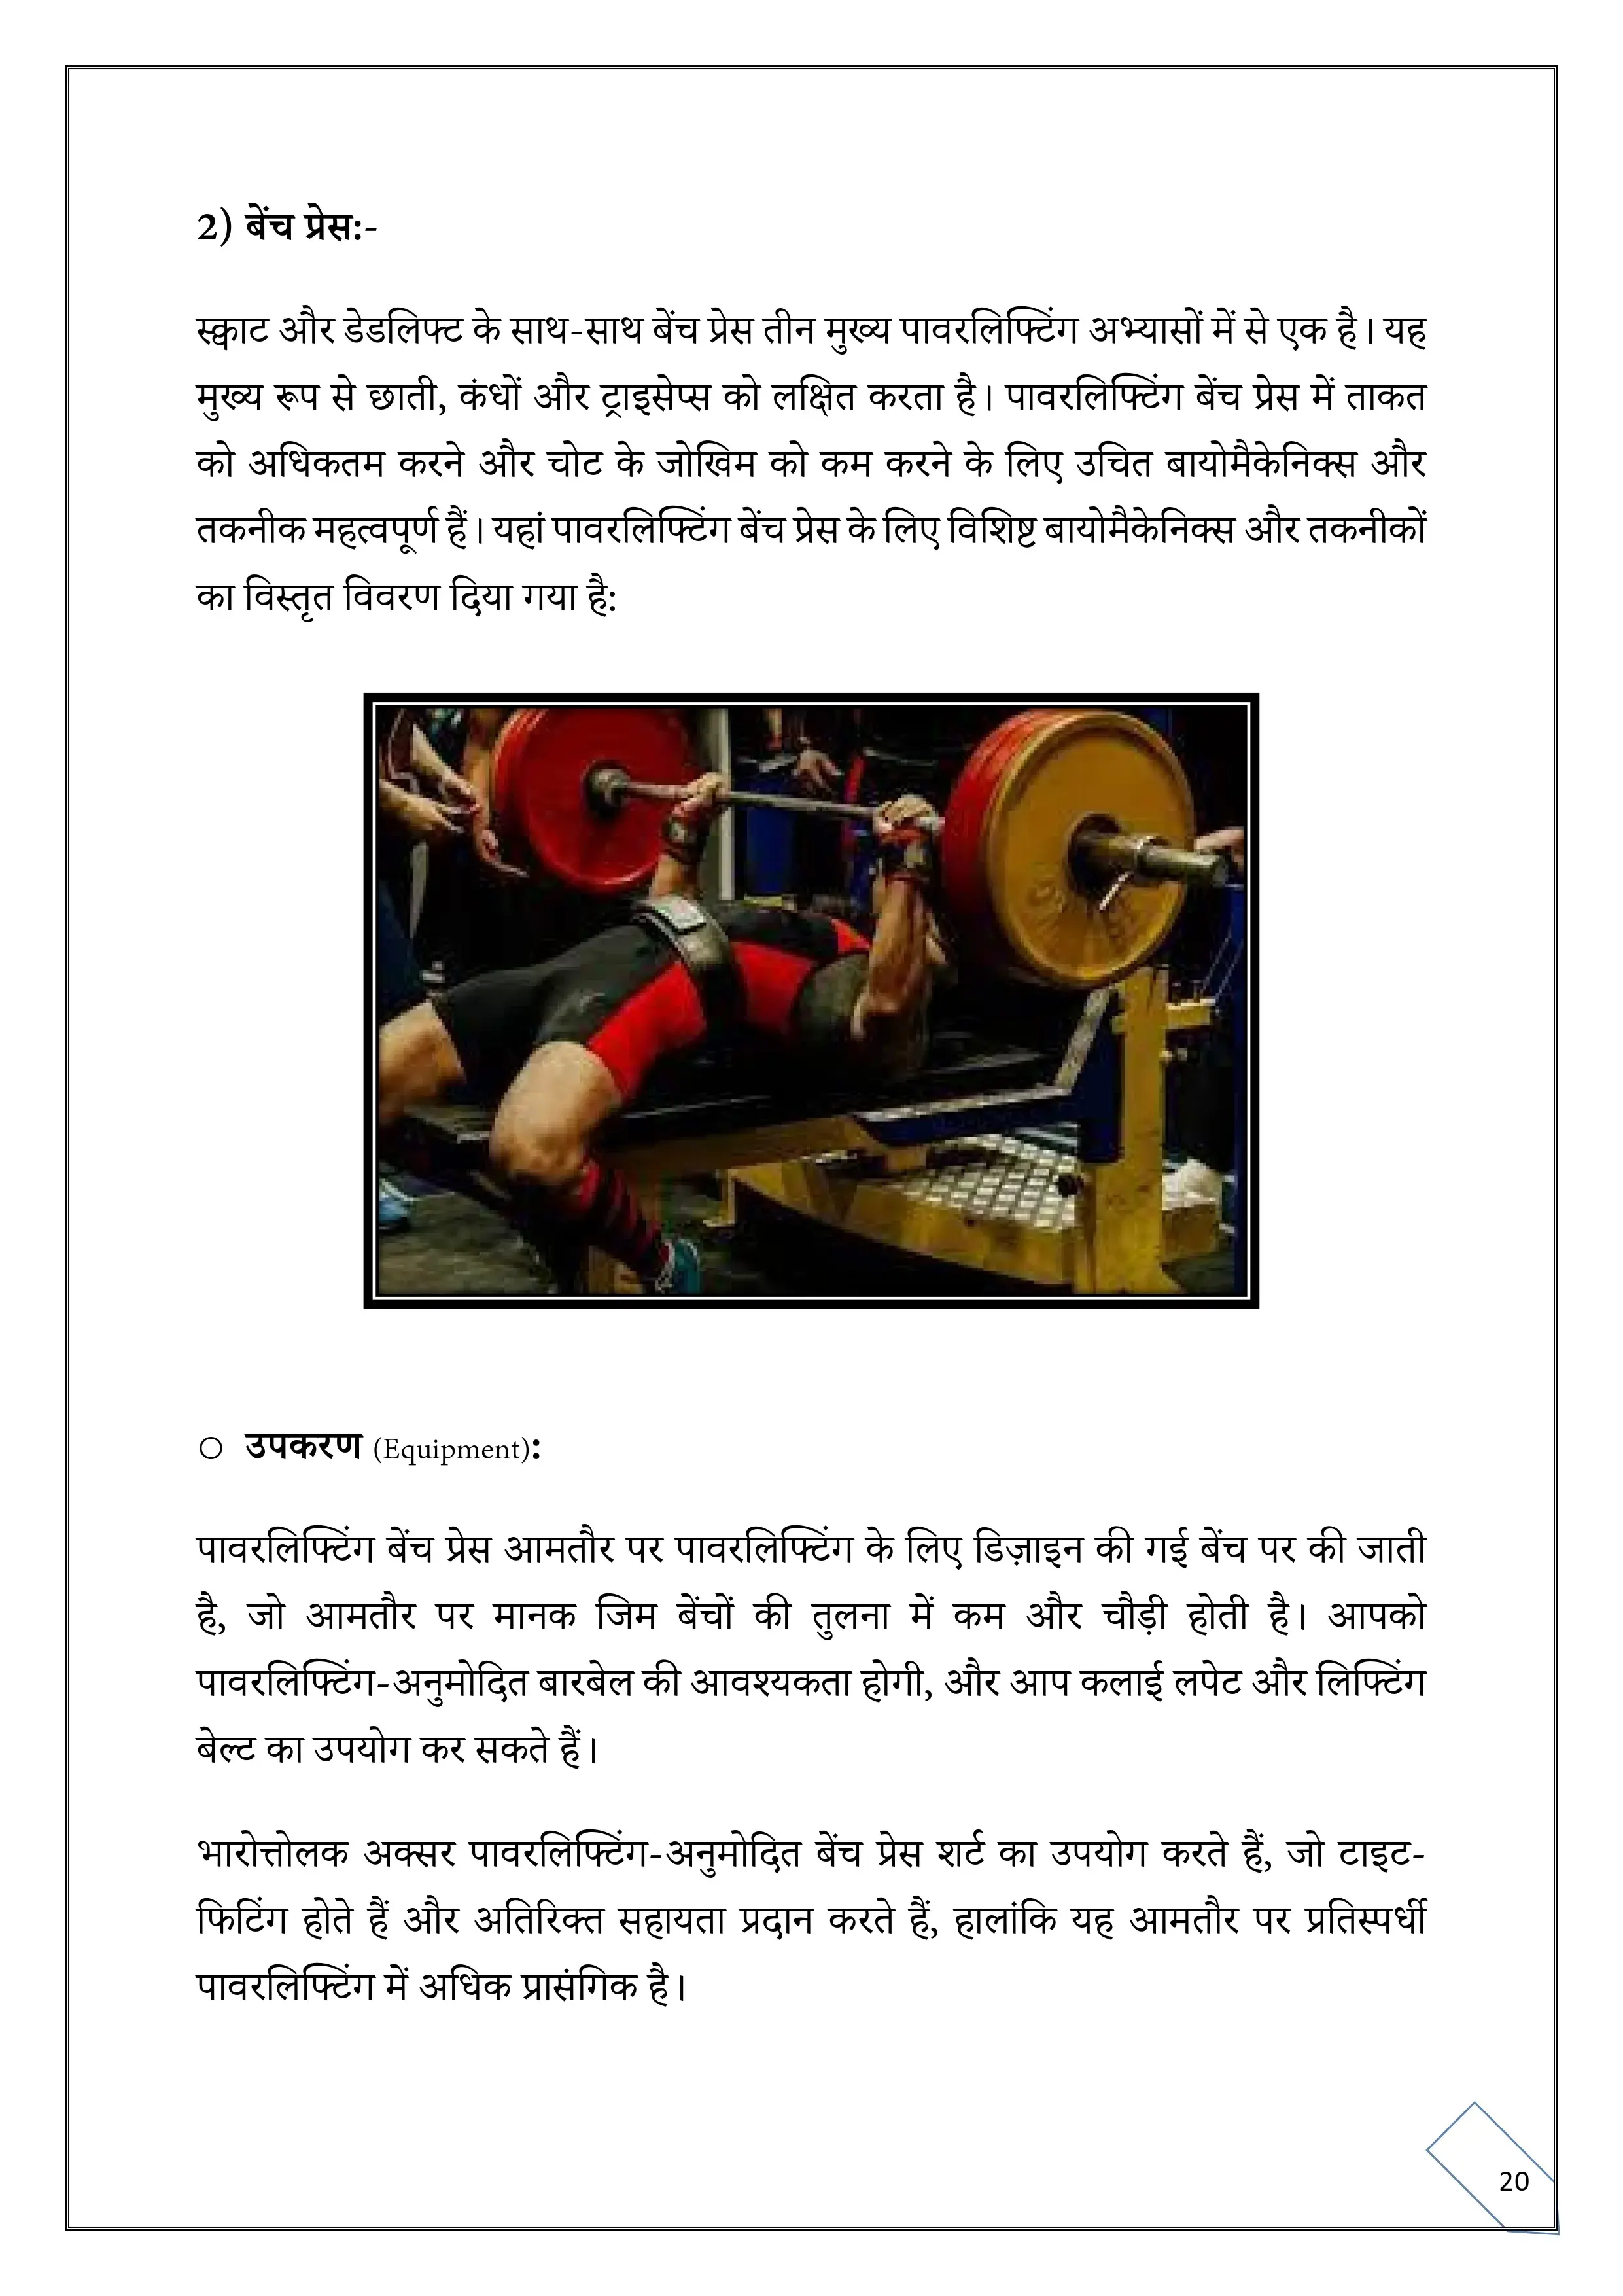 2) बेंच प्रेस:-
स्क्वाट और डेडलिफ्ट के साथ-साथ बेंच प्रेस तीन मुख्य पावरलिफ्टिंग अभ्यासों में से एक है। यह
मुख्य रूप से छाती, कंधों और ट्राइसेप्स को लक्षित करता है। पावरलिफ्टिंग बेंच प्रेस में ताकत
को अधिकतम करने और चोट के जोखिम को कम करने के लिए उचित बायोमैकेनिक्स और
तकनीक महत्वपूर्ण हैं। यहां पावरलिफ्टिंग बेंच प्रेस के लिए विशिष्ट बायोमैकेनिक्स और तकनीकों
का विस्तृत विवरण दिया गया है:
○ उपकरण (Equipment):
पावरलिफ्टिंग बेंच प्रेस आमतौर पर पावरलिफ्टिंग के लिए डिज़ाइन की गई बेंच पर की जाती
है, जो आमतौर पर मानक जिम बेंचों की तुलना में कम और चौड़ी होती है। आपको
पावरलिफ्टिंग-अनुमोदित बारबेल की आवश्यकता होगी, और आप कलाई लपेट और लिफ्टिंग
बेल्ट का उपयोग कर सकते हैं।
भारोत्तोलक अक्सर पावरलिफ्टिंग-अनुमोदित बेंच प्रेस शर्ट का उपयोग करते हैं, जो टाइट-
फिटिंग होते हैं और अतिरिक्त सहायता प्रदान करते हैं, हालांकि यह आमतौर पर प्रतिस्पर्धी
पावरलिफ्टिंग में अधिक प्रासंगिक है।
20